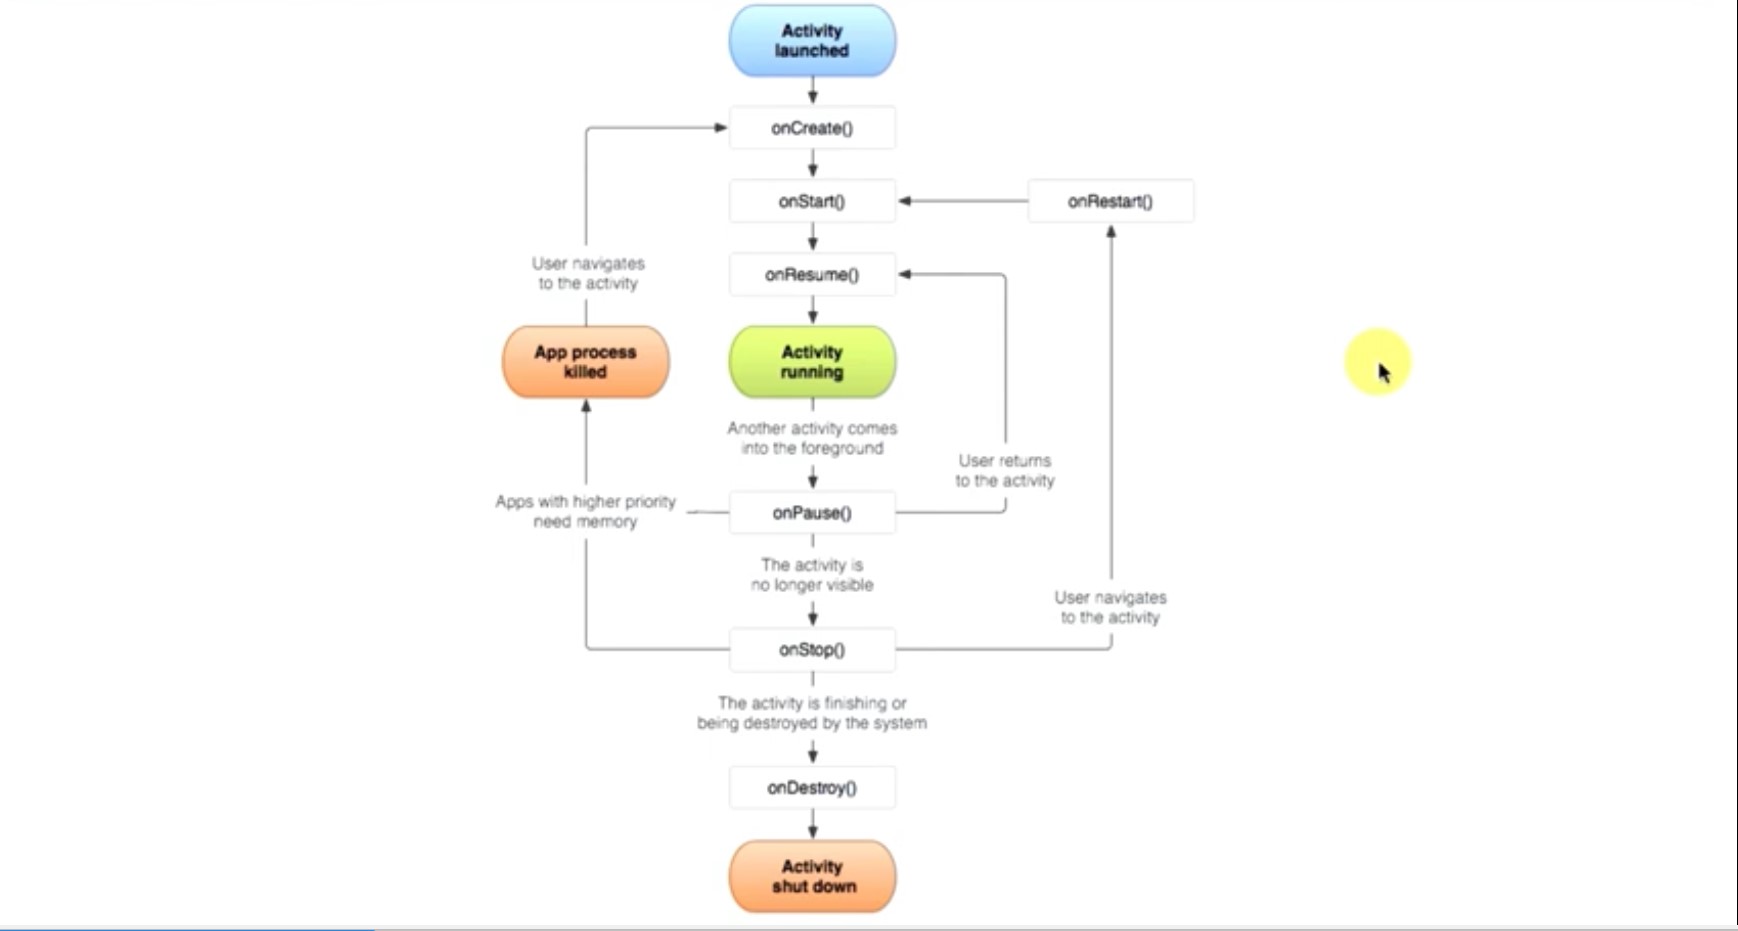 Activity
launched
onCreate()
onStart()
onRestart()
User navigates
to the activity
onResume()
App process
killed
Activity
running
Another activity comes
into the foreground
User returns
to the activity
Apps with higher priority
need memory
onPause()
The activity is
no longer visible
User navigates
to the activity
onStop()
The activity is finishing or
being destroyed by the system
onDestroy()
Activity
shut down